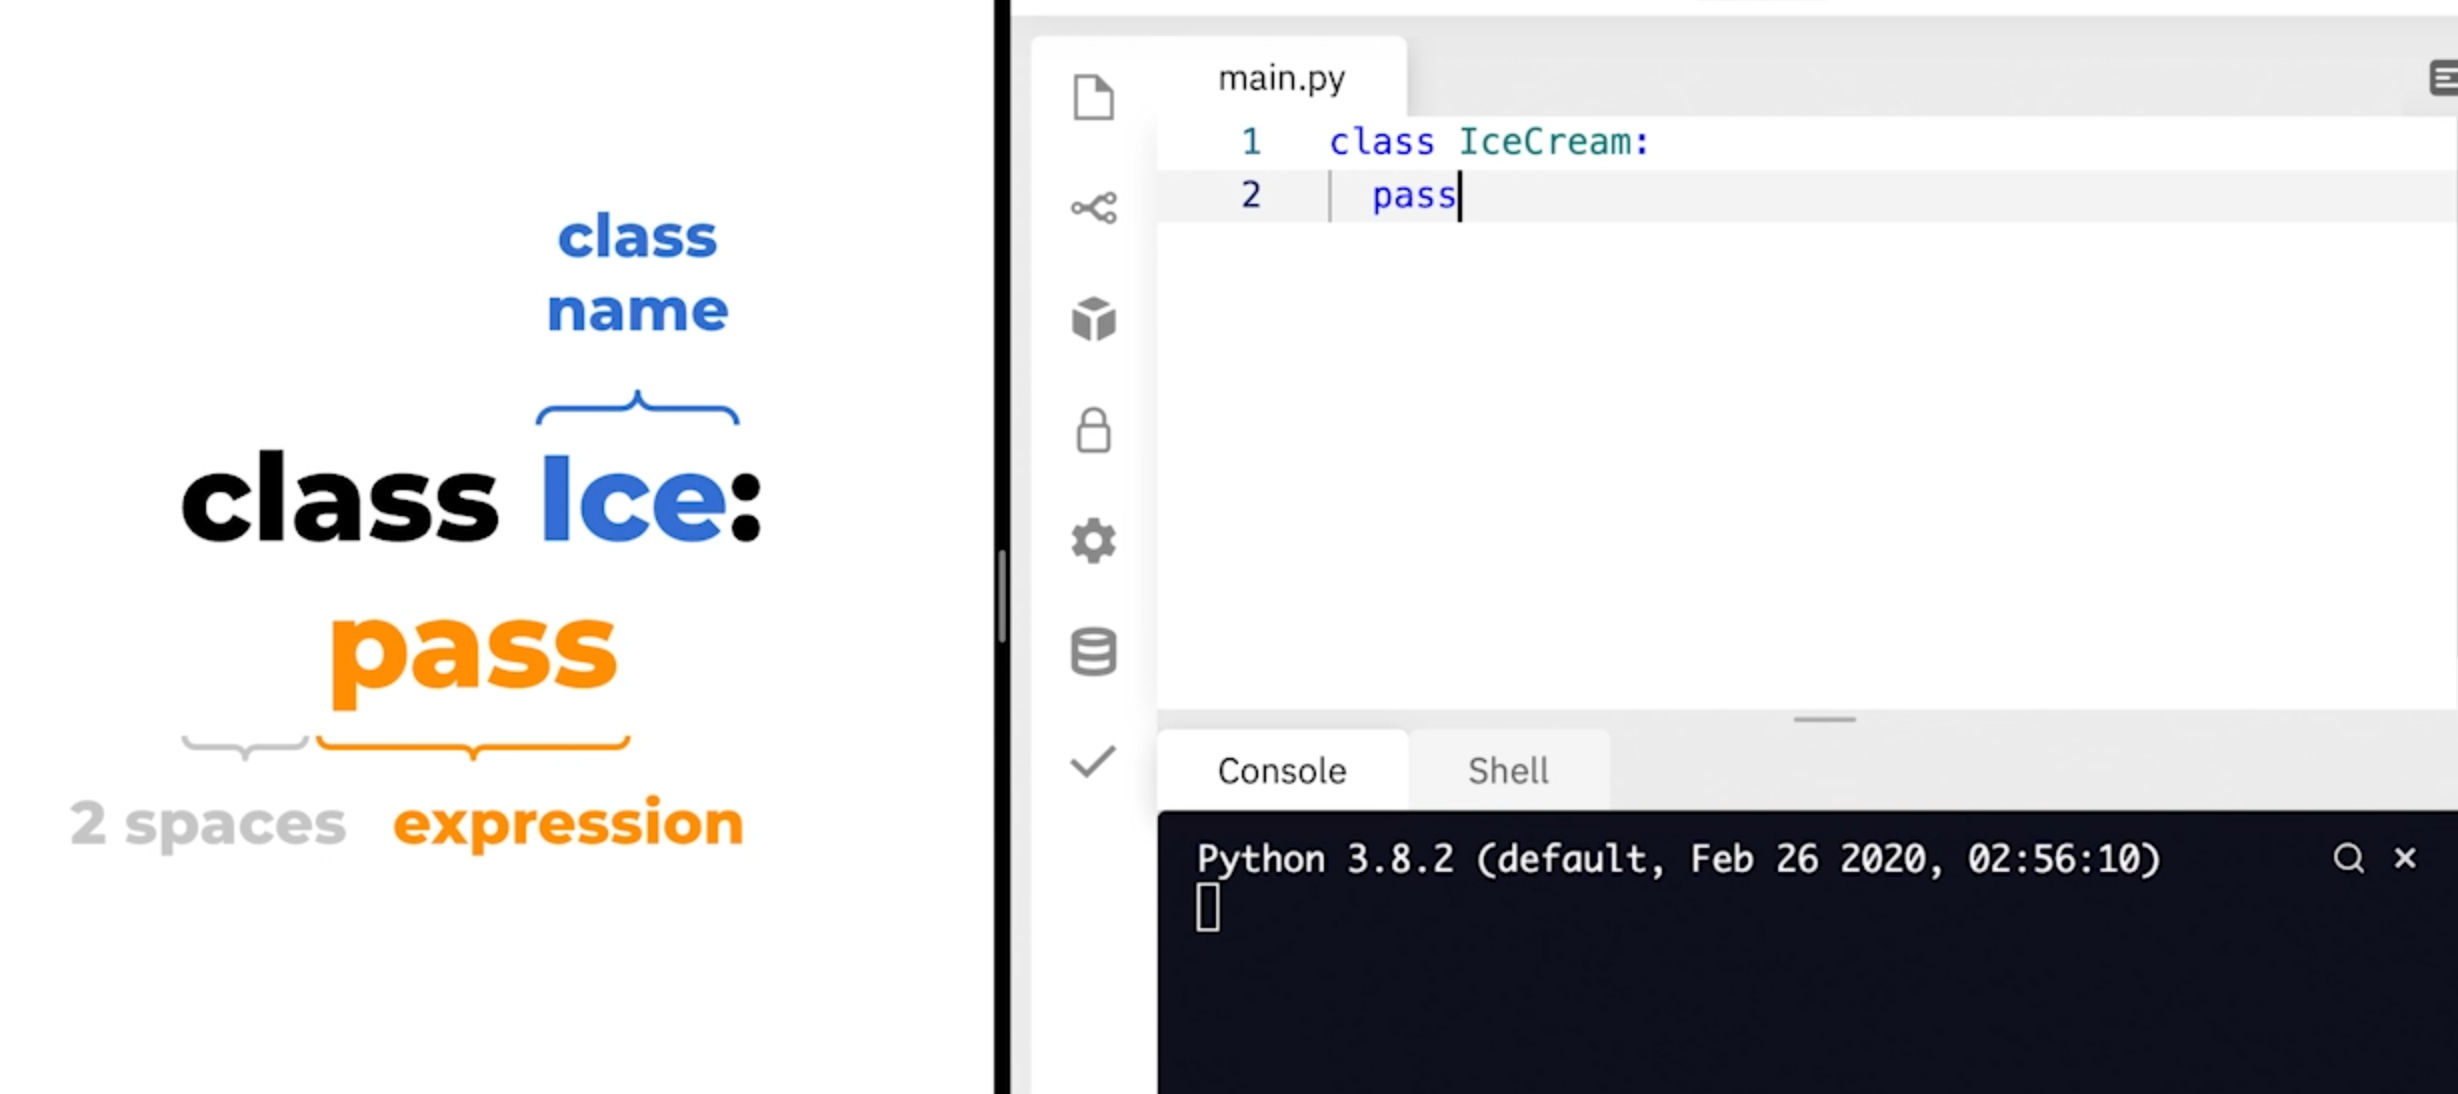 class
name
class Ice:
pass
2 spaces expression
main.py
1 class IceCream:
2 pass
Console Shell
Python 3.8.2 (default, Feb 26 2020, 02:56:10)